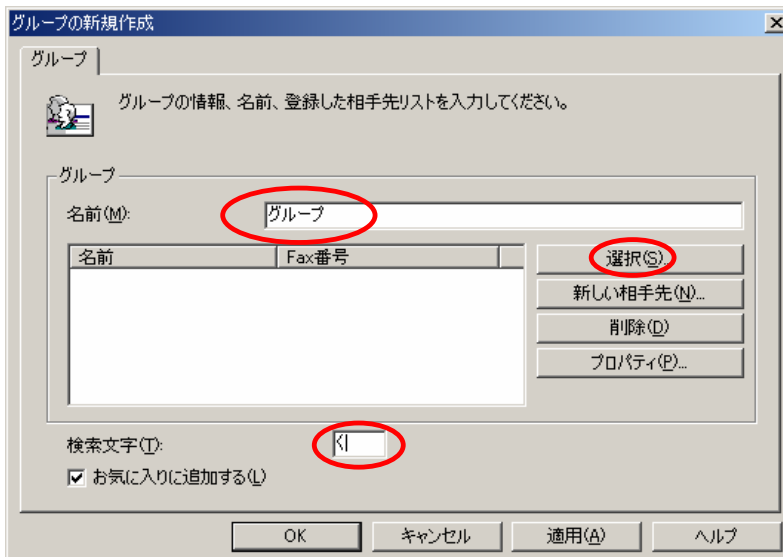 グループの新規作成
グループ
グループの情報、名前、登録した相手先リストを入力してください。
グループ
名前(M): グループ
名前 Fax番号
選択(S)...
新しい相手先(N)...
削除(D)
プロパティ(P)...
検索文字(T): く
お気に入りに追加する(L)
OK キャンセル 適用(A) ヘルプ